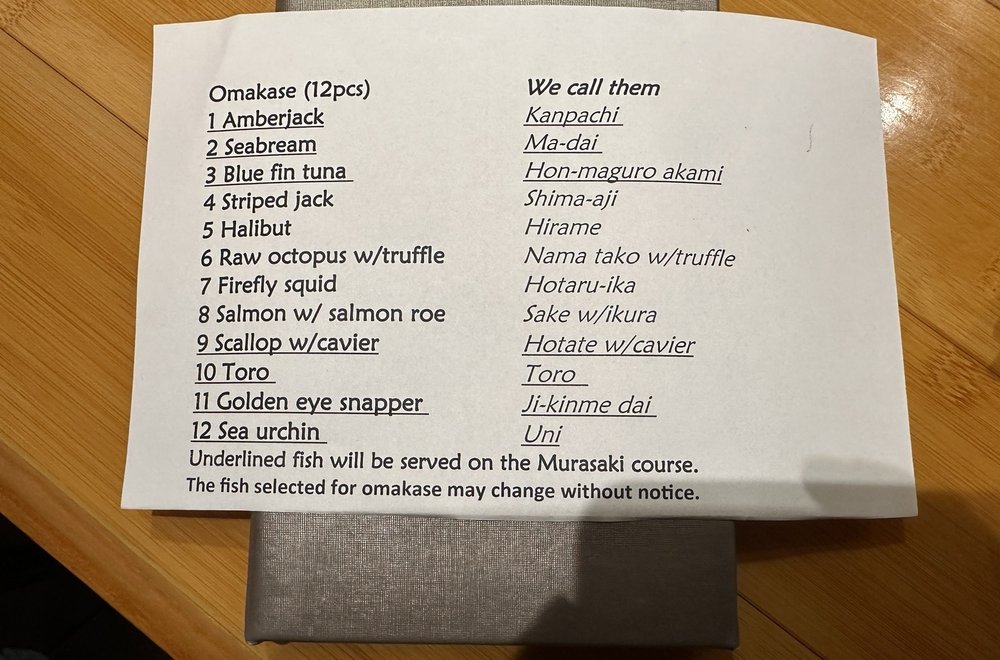 Omakase (12pcs) We call them
1 Amberjack Kanpachi
2 Seabream Ma-dai
3 Blue fin tuna Hon-maguro akami
4 Striped jack Shima-aji
5 Halibut Hirame
6 Raw octopus w/truffle Nama tako w/truffle
7 Firefly squid Hotaru-ika
8 Salmon w/ salmon roe Sake w/ikura
9 Scallop w/cavier Hotate w/cavier
10 Toro Toro
11 Golden eye snapper Ji-kinme dai
12 Sea urchin Uni
Underlined fish will be served on the Murasaki course.
The fish selected for omakase may change without notice.